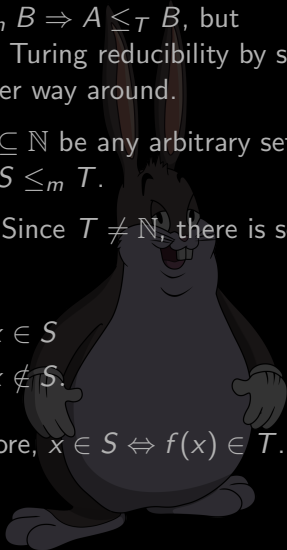 B ⇒ A ≤_T B, but
Turing reducibility by s
er way around.
⊆ ℕ be any arbitrary set
S ≤_m T.
Since T ≠ ℕ, there is s
x ∈ S
x ∉ S.
ore, x ∈ S ⇔ f(x) ∈ T.